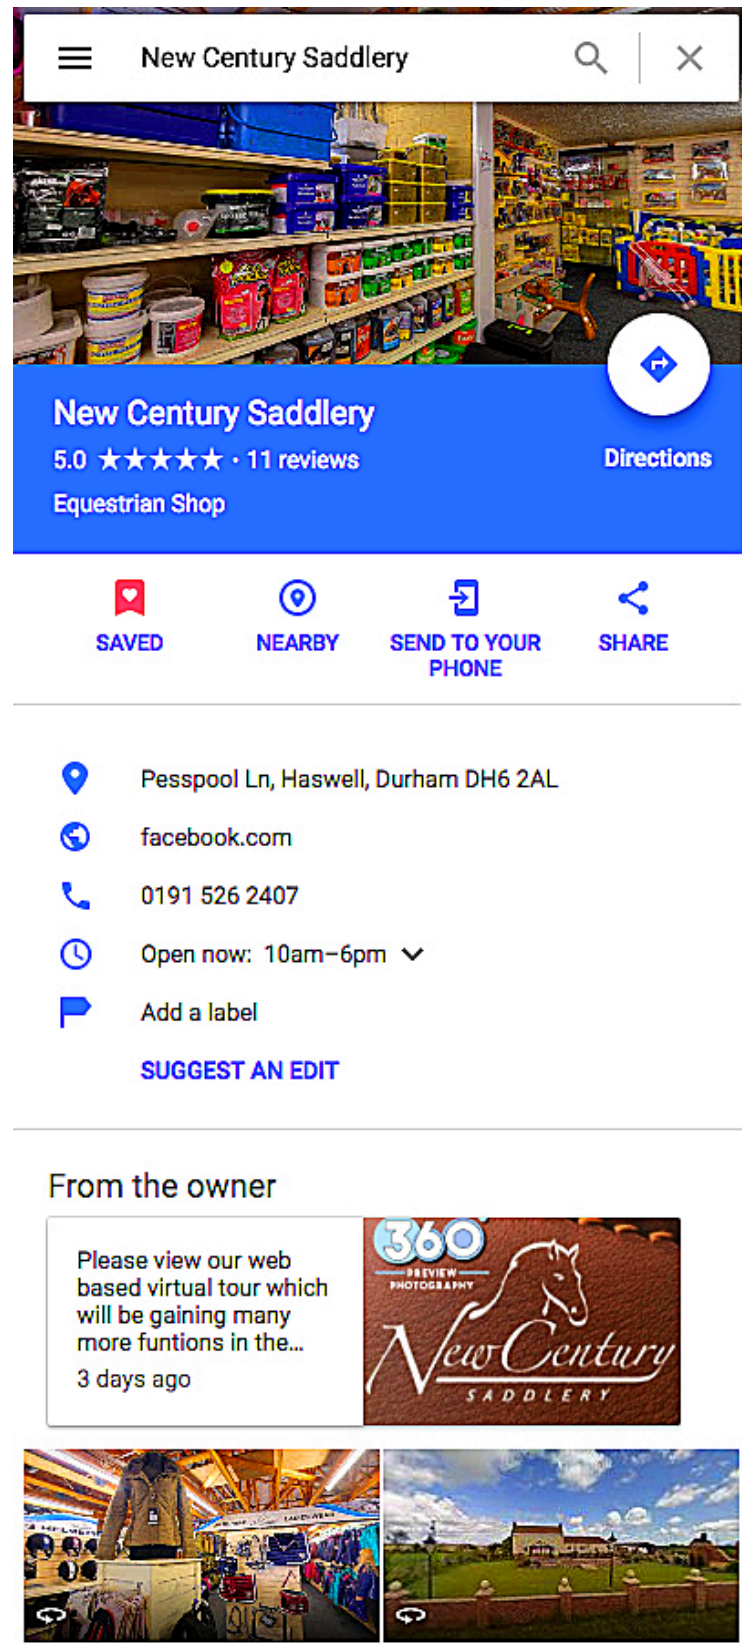 New Century Saddlery
New Century Saddlery
5.0 ★★★★★ · 11 reviews
Directions
Equestrian Shop
SAVED
NEARBY
SEND TO YOUR
PHONE
SHARE
Pesspool Ln, Haswell, Durham DH6 2AL
facebook.com
0191 526 2407
Open now: 10am–6pm
Add a label
SUGGEST AN EDIT
From the owner
Please view our web
based virtual tour which
will be gaining many
more funtions in the...
3 days ago
360
PREVIEW
PHOTOGRAPHY
New Century
SADDLERY